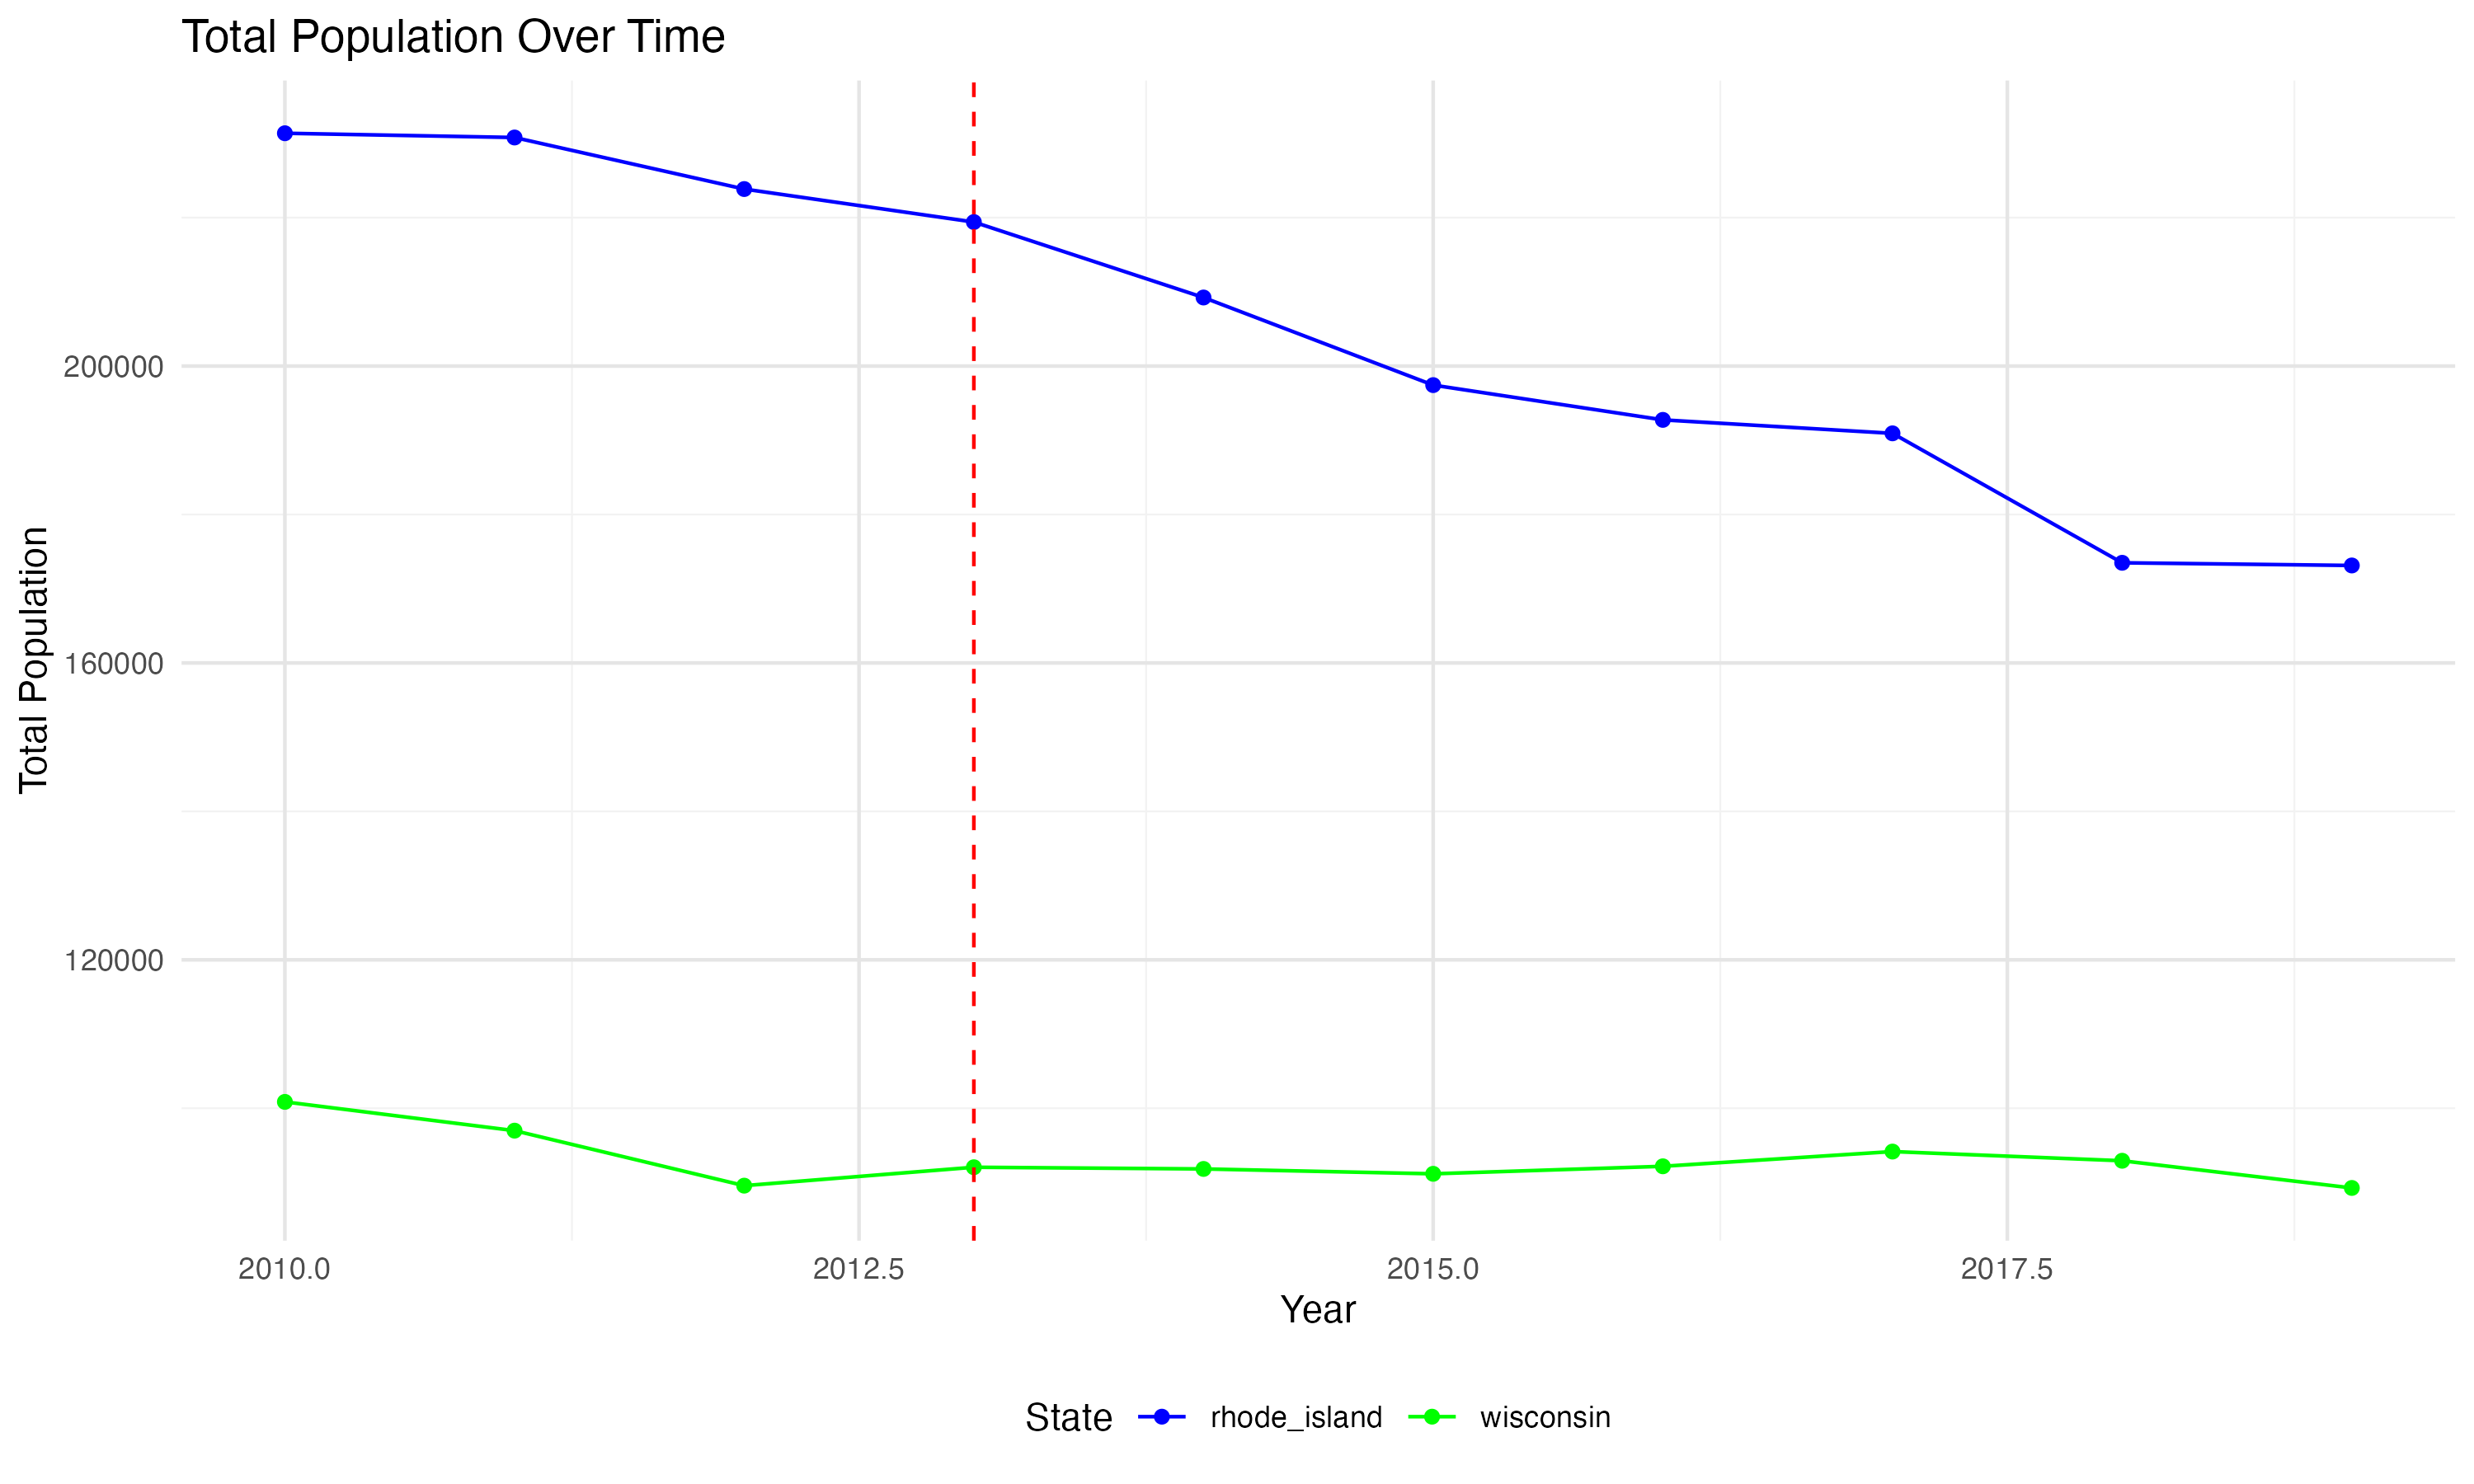 Total Population Over Time
Total Population
200000
160000
120000
2010.0
2012.5
2015.0
2017.5
Year
State rhode_island wisconsin